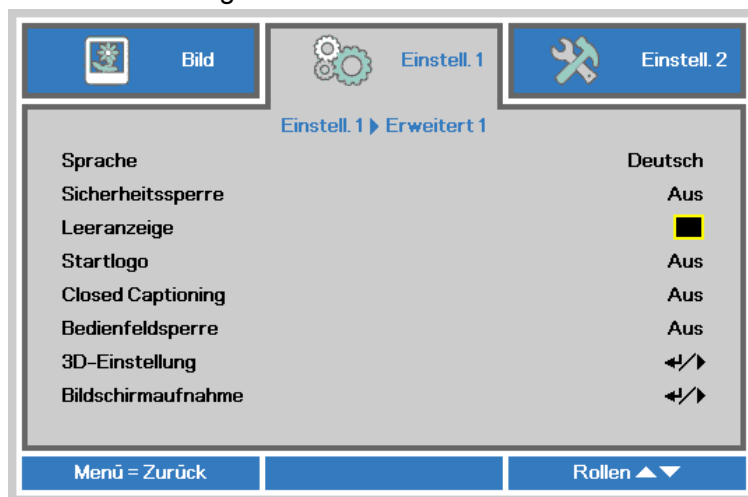 Bild
Einstell. 1
Einstell. 2
Einstell. 1 ▶ Erweitert 1
Sprache Deutsch
Sicherheitssperre Aus
Leeranzeige
Startlogo Aus
Closed Captioning Aus
Bedienfeldsperre Aus
3D-Einstellung ↵/▶
Bildschirmaufnahme ↵/▶
Menü = Zurück Rollen ▲▼